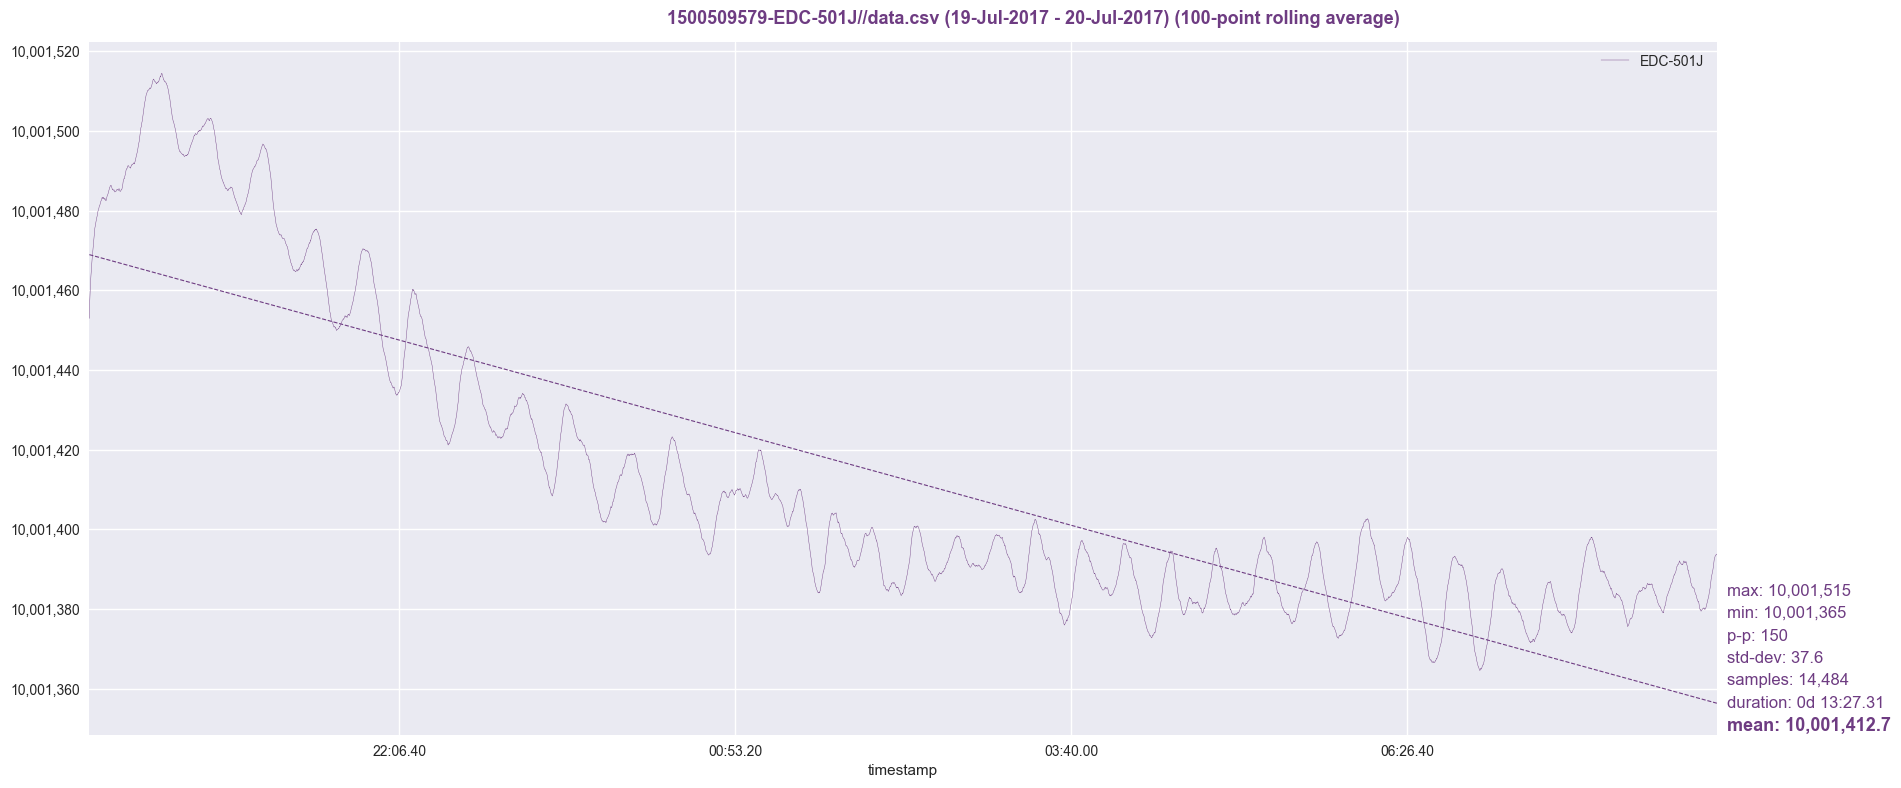 1500509579-EDC-501J//data.csv (19-Jul-2017 - 20-Jul-2017) (100-point rolling average)
EDC-501J
10,001,520
10,001,500
10,001,480
10,001,460
10,001,440
10,001,420
10,001,400
10,001,380
10,001,360
max: 10,001,515
min: 10,001,365
p-p: 150
std-dev: 37.6
samples: 14,484
duration: 0d 13:27.31
mean: 10,001,412.7
22:06.40
00:53.20
03:40.00
06:26.40
timestamp